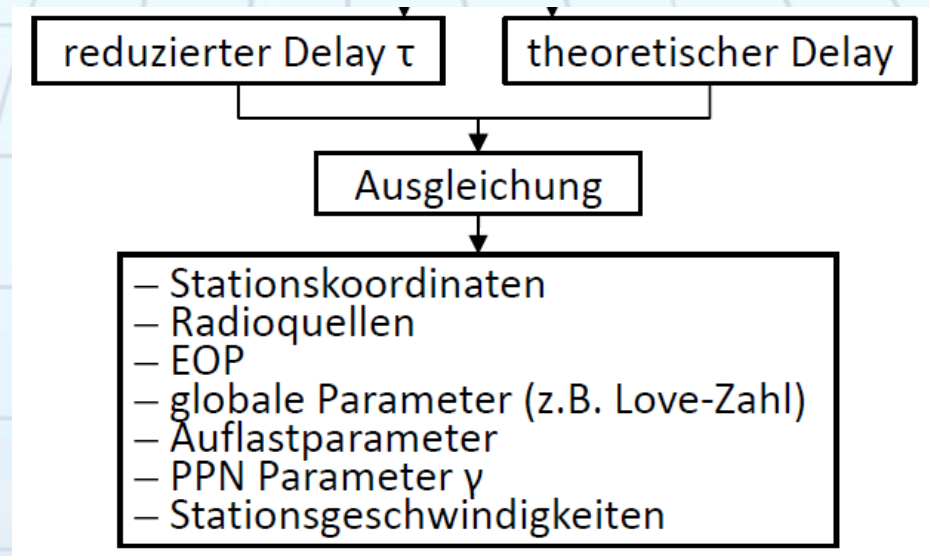 reduzierter Delay τ
theoretischer Delay
Ausgleichung
– Stationskoordinaten
– Radioquellen
– EOP
– globale Parameter (z.B. Love-Zahl)
– Auflastparameter
– PPN Parameter γ
– Stationsgeschwindigkeiten